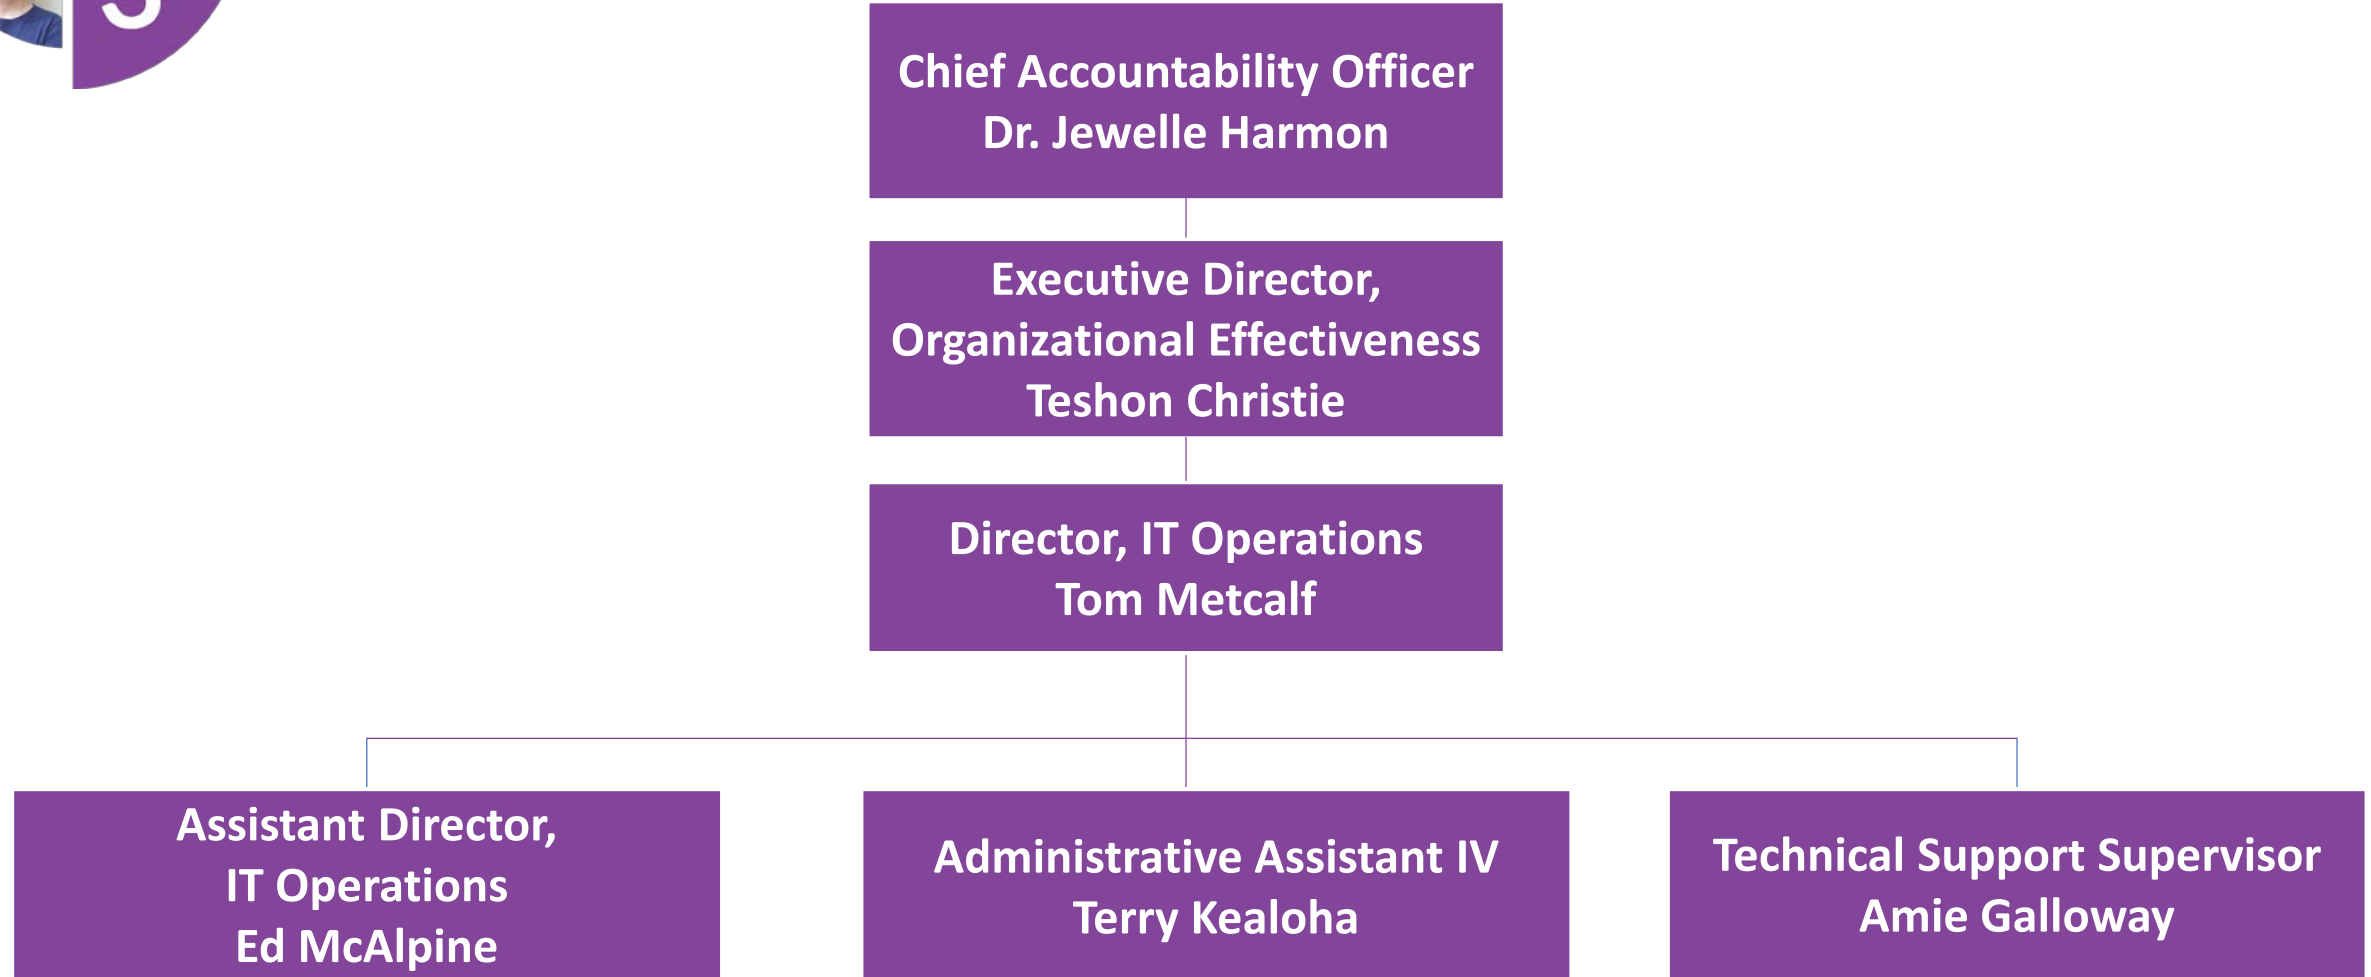 Chief Accountability Officer
Dr. Jewelle Harmon
Executive Director,
Organizational Effectiveness
Teshon Christie
Director, IT Operations
Tom Metcalf
Assistant Director,
IT Operations
Ed McAlpine
Administrative Assistant IV
Terry Kealoha
Technical Support Supervisor
Amie Galloway